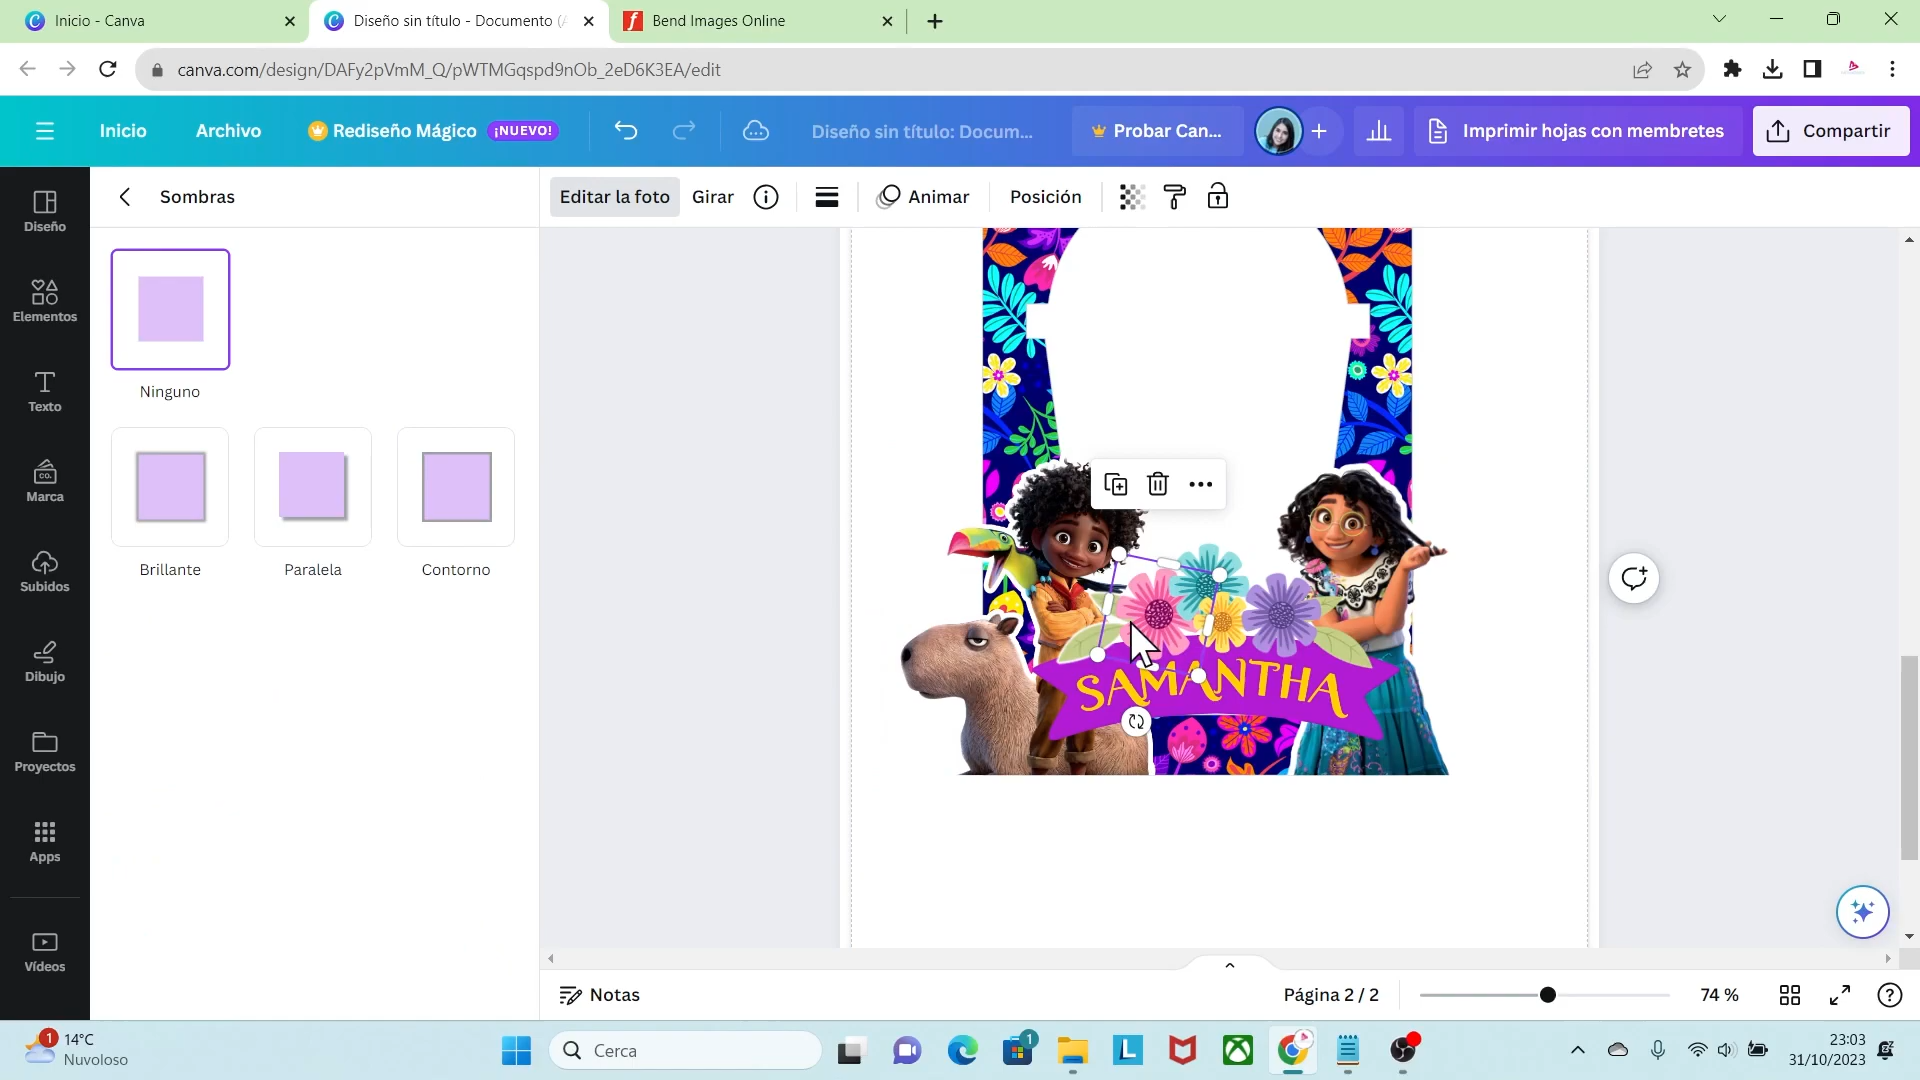 Inicio - Canva
Diseño sin título - Documento (A
Bend Images Online
canva.com/design/DAFy2pVmM_Q/pWTMGqspd9nOb_2eD6K3EA/edit
Inicio
Archivo
Rediseño Mágico
¡NUEVO!
Diseño sin título: Docum...
Probar Can...
Imprimir hojas con membretes
Compartir
Diseño
Elementos
Texto
Marca
Subidos
Dibujo
Proyectos
Apps
Vídeos
Sombras
Ninguno
Brillante
Paralela
Contorno
Editar la foto
Girar
Animar
Posición
SAMANTHA
Notas
Página 2 / 2
74 %
1
14°C
Nuvoloso
Cerca
1
23:03
31/10/2023